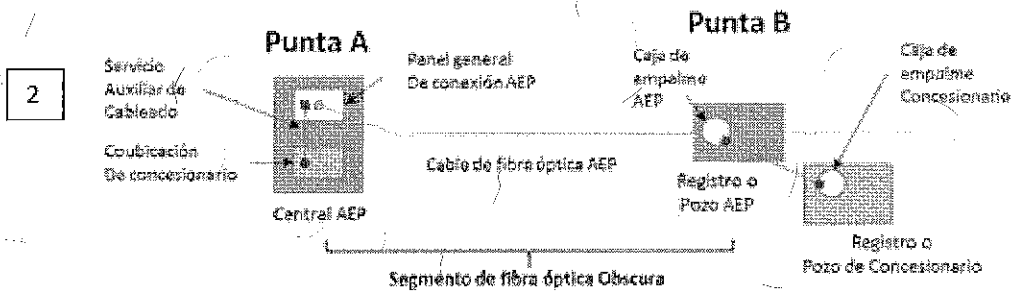 Punta A
Punta B
2
Servicio
Auxiliar de
Cableado
Panel general
De conexión AEP
Caja de
empalme
AEP
Caja de
empalme
Concesionario
Coubicación
De concesionario
Cable de fibra óptica AEP
Central AEP
Registro o
Pozo AEP
Registro o
Pozo de Concesionario
Segmento de fibra óptica Obscura